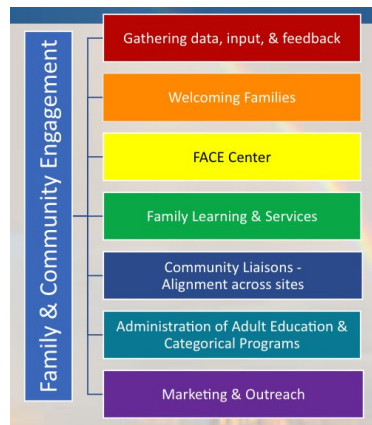 Family & Community Engagement
Gathering data, input, & feedback
Welcoming Families
FACE Center
Family Learning & Services
Community Liaisons -
Alignment across sites
Administration of Adult Education &
Categorical Programs
Marketing & Outreach